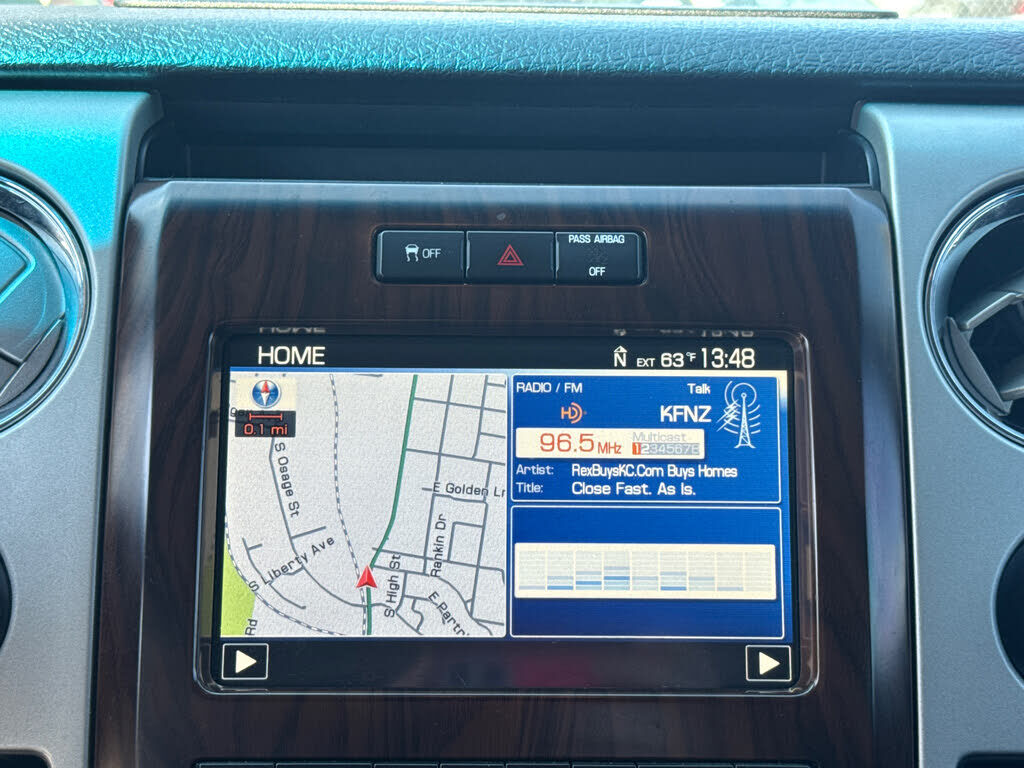 OFF
PASS AIRBAG
OFF
HOME
N EXT 63°F 13:48
0.1 mi
S Osage St
E Golden Ln
Rankin Dr
Liberty Ave
S High St
S
Rd
RADIO / FM Talk
HD KFNZ
96.5 MHz Multicast
12345678
Artist: RexBuysKC.Com Buys Homes
Title: Close Fast. As Is.